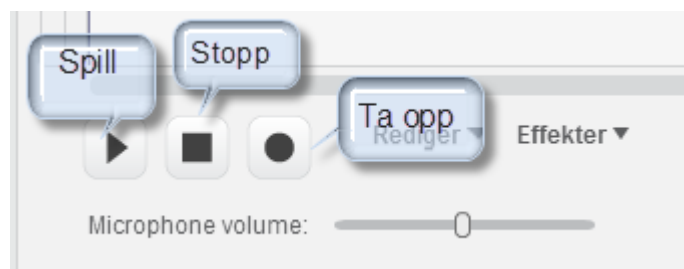 Spill
Stopp
Ta opp
Rediger
Effekter
Microphone volume: